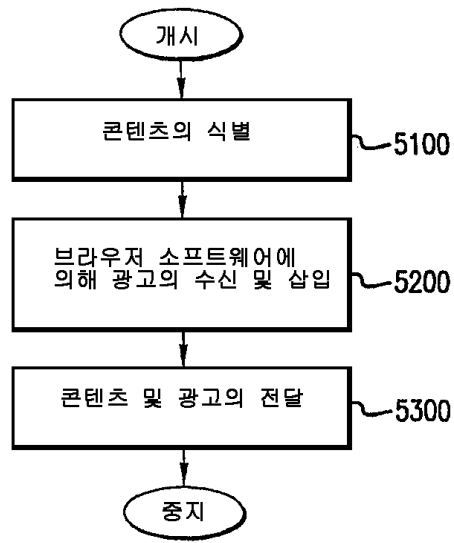 개시
콘텐츠의 식별
5100
브라우저 소프트웨어에
의해 광고의 수신 및 삽입
5200
콘텐츠 및 광고의 전달
5300
중지